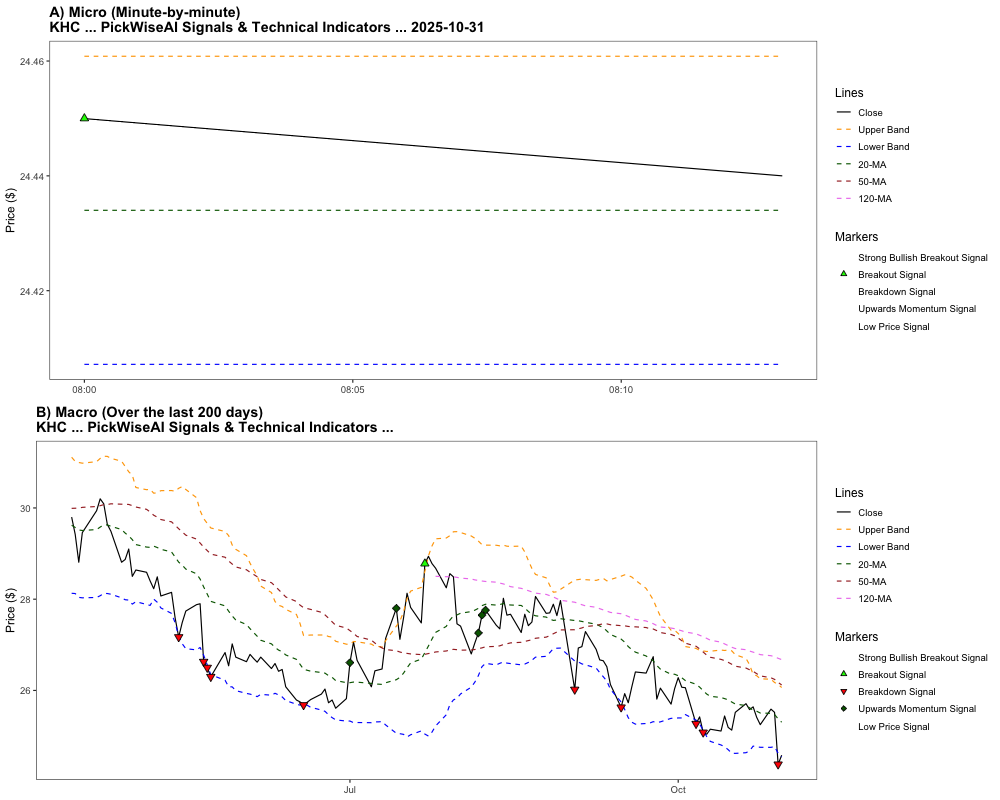 A) Micro (Minute-by-minute)
KHC ... PickWiseAI Signals & Technical Indicators ... 2025-10-31
24.46
24.44
24.42
Price ($)
08:00
08:05
08:10
Lines
Close
Upper Band
Lower Band
20-MA
50-MA
120-MA
Markers
Strong Bullish Breakout Signal
Breakout Signal
Breakdown Signal
Upwards Momentum Signal
Low Price Signal
B) Macro (Over the last 200 days)
KHC ... PickWiseAI Signals & Technical Indicators ...
30
28
26
Price ($)
Jul
Oct
Lines
Close
Upper Band
Lower Band
20-MA
50-MA
120-MA
Markers
Strong Bullish Breakout Signal
Breakout Signal
Breakdown Signal
Upwards Momentum Signal
Low Price Signal